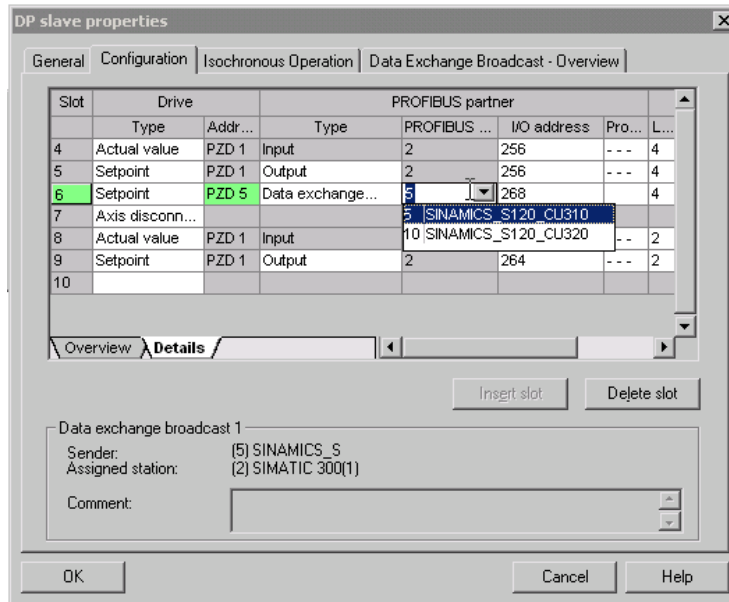 DP slave properties
General Configuration Isochronous Operation Data Exchange Broadcast - Overview
Slot Drive PROFIBUS partner
Type Addr... Type PROFIBUS ... I/O address Pro... L...
4 Actual value PZD 1 Input 2 256 --- 4
5 Setpoint PZD 1 Output 2 256 --- 4
6 Setpoint PZD 5 Data exchange... 5 268 4
7 Axis disconn... 5 SINAMICS_S120_CU310
8 Actual value PZD 1 Input 10 SINAMICS_S120_CU320 --- 2
9 Setpoint PZD 1 Output 2 264 --- 2
10
Overview Details
Insert slot Delete slot
Data exchange broadcast 1
Sender: (5) SINAMICS_S
Assigned station: (2) SIMATIC 300(1)
Comment:
OK Cancel Help